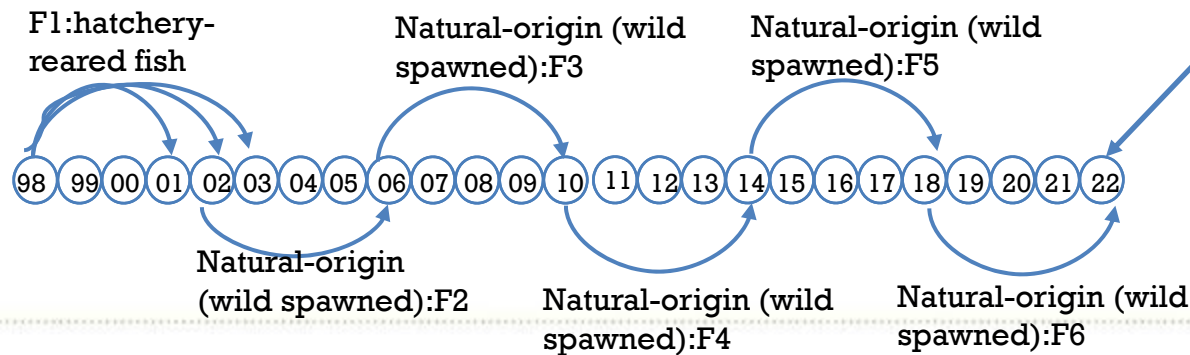 F1:hatchery-
reared fish
Natural-origin (wild
spawned):F3
Natural-origin (wild
spawned):F5
98 99 00 01 02 03 04 05 06 07 08 09 10 11 12 13 14 15 16 17 18 19 20 21 22
Natural-origin
(wild spawned):F2
Natural-origin (wild
spawned):F4
Natural-origin (wild
spawned):F6